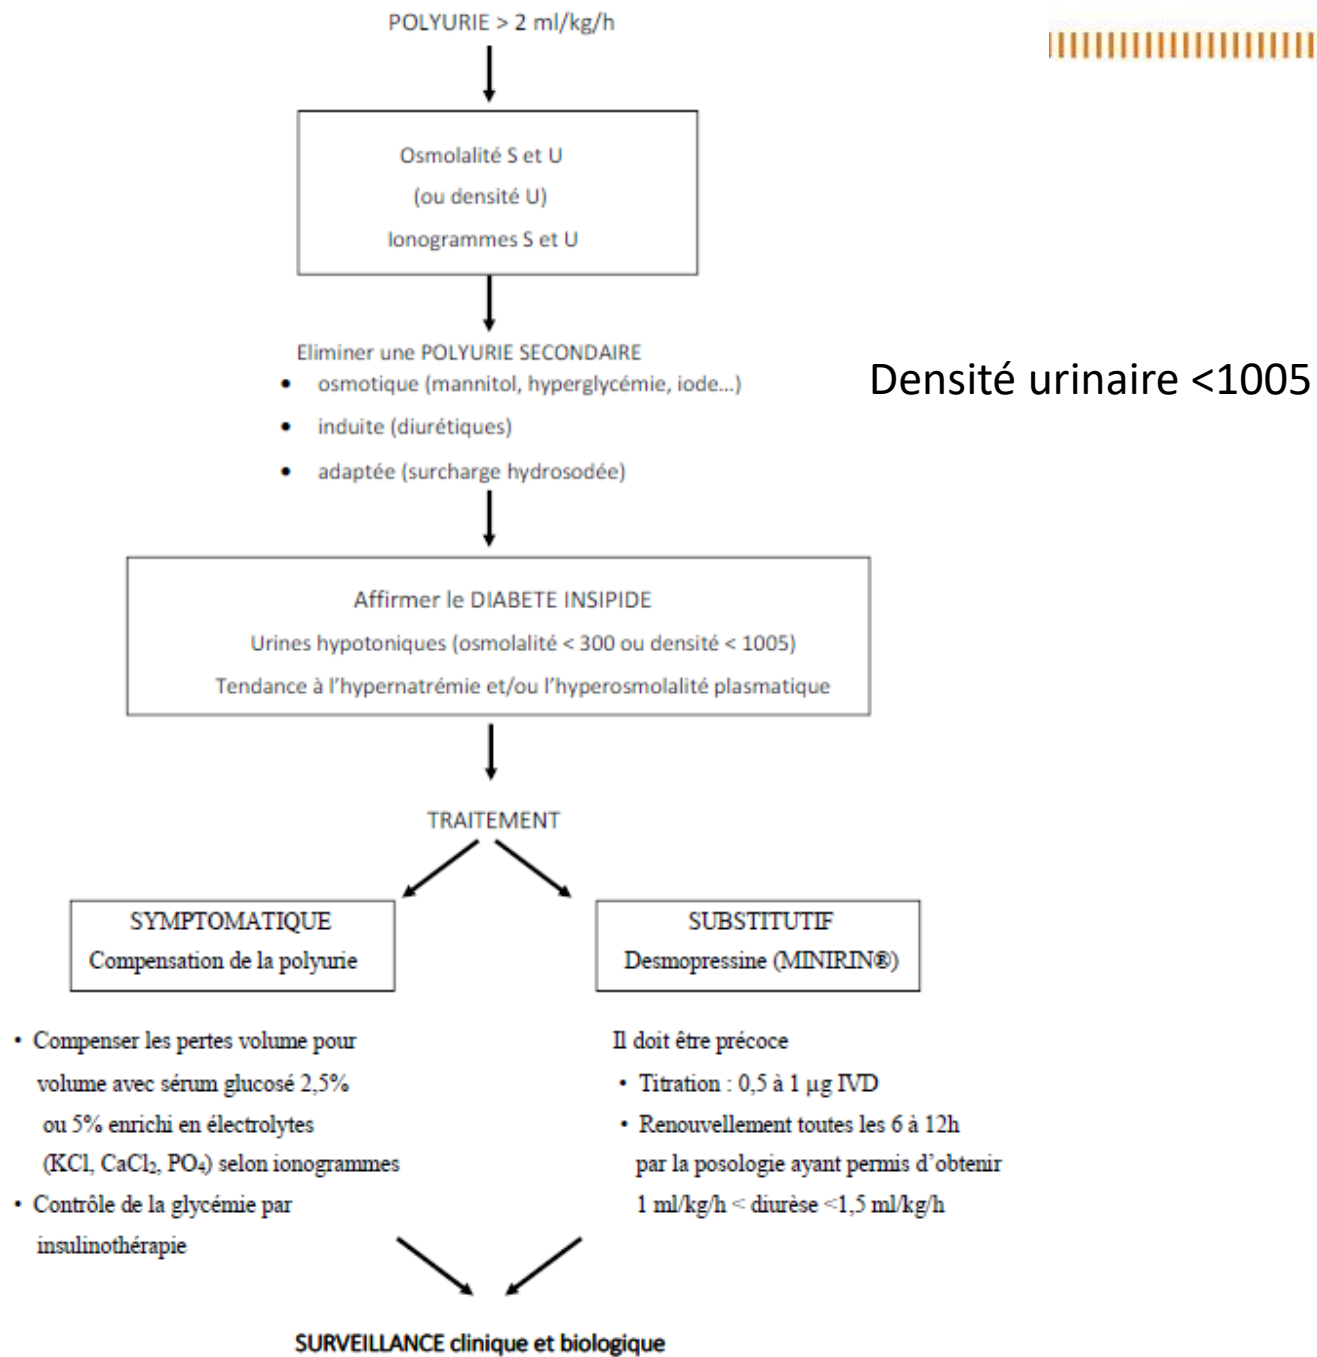 POLYURIE > 2 ml/kg/h
Osmolalité S et U
(ou densité U)
Ionogrammes S et U
Eliminer une POLYURIE SECONDAIRE
• osmotique (mannitol, hyperglycémie, iode...)
• induite (diurétiques)
• adaptée (surcharge hydrosodée)
Densité urinaire <1005
Affirmer le DIABETE INSIPIDE
Urines hypotoniques (osmolalité < 300 ou densité < 1005)
Tendance à l'hypernatrémie et/ou l'hyperosmolalité plasmatique
TRAITEMENT
SYMPTOMATIQUE
Compensation de la polyurie
• Compenser les pertes volume pour
volume avec sérum glucosé 2,5%
ou 5% enrichi en électrolytes
(KCl, CaCl₂, PO₄) selon ionogrammes
• Contrôle de la glycémie par
insulinothérapie
SUBSTITUTIF
Desmopressine (MINIRIN®)
Il doit être précoce
• Titration : 0,5 à 1 µg IVD
• Renouvellement toutes les 6 à 12h
par la posologie ayant permis d'obtenir
1 ml/kg/h < diurèse <1,5 ml/kg/h
SURVEILLANCE clinique et biologique